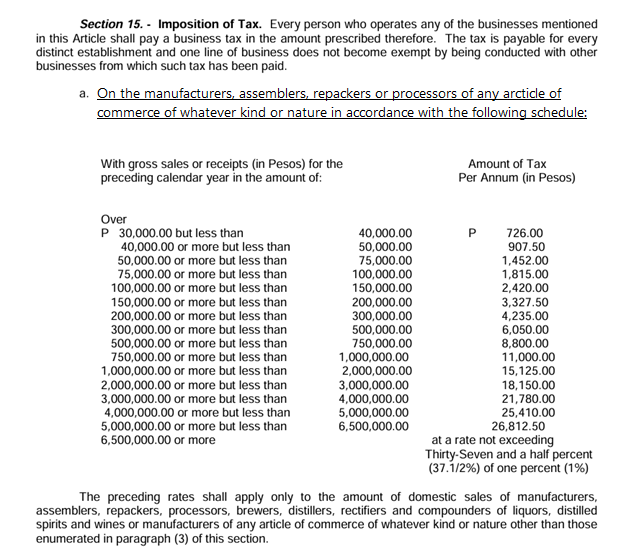 Section 15. - Imposition of Tax. Every person who operates any of the businesses mentioned
in this Article shall pay a business tax in the amount prescribed therefore. The tax is payable for every
distinct establishment and one line of business does not become exempt by being conducted with other
businesses from which such tax has been paid.
a. On the manufacturers, assemblers, repackers or processors of any arcticle of
commerce of whatever kind or nature in accordance with the following schedule:
With gross sales or receipts (in Pesos) for the Amount of Tax
preceding calendar year in the amount of: Per Annum (in Pesos)
Over
P 30,000.00 but less than 40,000.00 P 726.00
40,000.00 or more but less than 50,000.00 907.50
50,000.00 or more but less than 75,000.00 1,452.00
75,000.00 or more but less than 100,000.00 1,815.00
100,000.00 or more but less than 150,000.00 2,420.00
150,000.00 or more but less than 200,000.00 3,327.50
200,000.00 or more but less than 300,000.00 4,235.00
300,000.00 or more but less than 500,000.00 6,050.00
500,000.00 or more but less than 750,000.00 8,800.00
750,000.00 or more but less than 1,000,000.00 11,000.00
1,000,000.00 or more but less than 2,000,000.00 15,125.00
2,000,000.00 or more but less than 3,000,000.00 18,150.00
3,000,000.00 or more but less than 4,000,000.00 21,780.00
4,000,000.00 or more but less than 5,000,000.00 25,410.00
5,000,000.00 or more but less than 6,500,000.00 26,812.50
6,500,000.00 or more at a rate not exceeding
Thirty-Seven and a half percent
(37.1/2%) of one percent (1%)
The preceding rates shall apply only to the amount of domestic sales of manufacturers,
assemblers, repackers, processors, brewers, distillers, rectifiers and compounders of liquors, distilled
spirits and wines or manufacturers of any article of commerce of whatever kind or nature other than those
enumerated in paragraph (3) of this section.